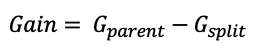 Gain = G_parent − G_split